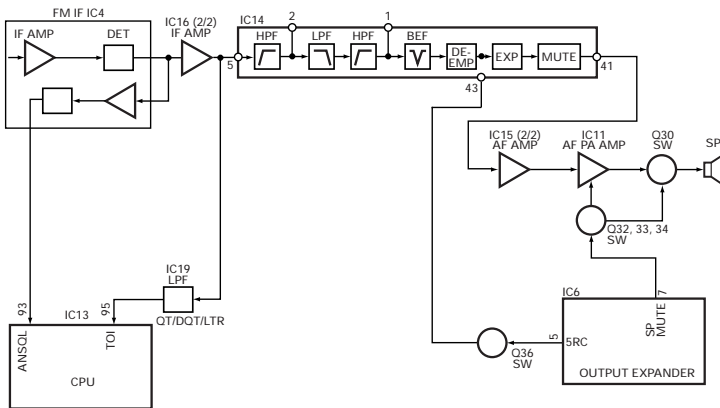 FM IF IC4
IF AMP
DET
IC16 (2/2)
IF AMP
5
IC14
2
1
HPF
LPF
HPF
BEF
DE-
EMP
EXP
MUTE
43
41
IC15 (2/2)
AF AMP
IC11
AF PA AMP
Q30
SW
SP
Q32, 33, 34
SW
IC19
LPF
QT/DQT/LTR
93
IC13
95
ANSQL
TOI
CPU
IC6
7
SP
MUTE
5
5RC
Q36
SW
OUTPUT EXPANDER